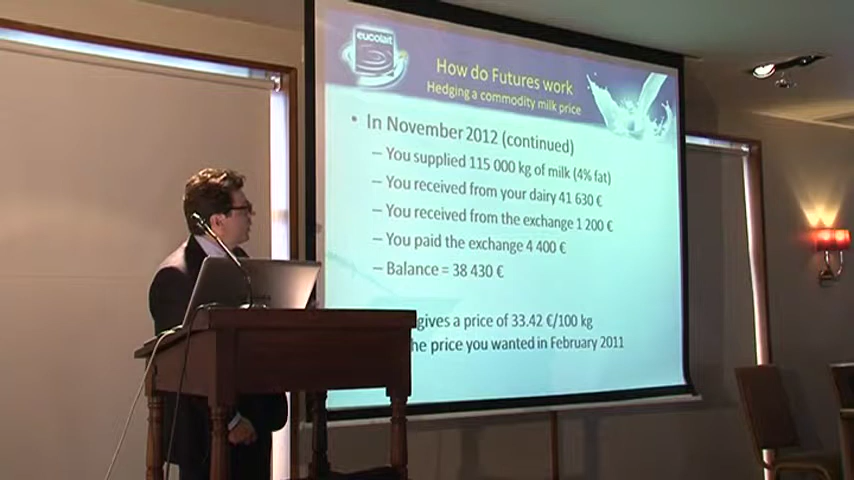 eucolait
How do Futures work
Hedging a commodity milk price
• In November 2012 (continued)
– You supplied 115 000 kg of milk (4% fat)
– You received from your dairy 41 630 €
– You received from the exchange 1 200 €
– You paid the exchange 4 400 €
– Balance = 38 430 €
gives a price of 33.42 €/100 kg
he price you wanted in February 2011